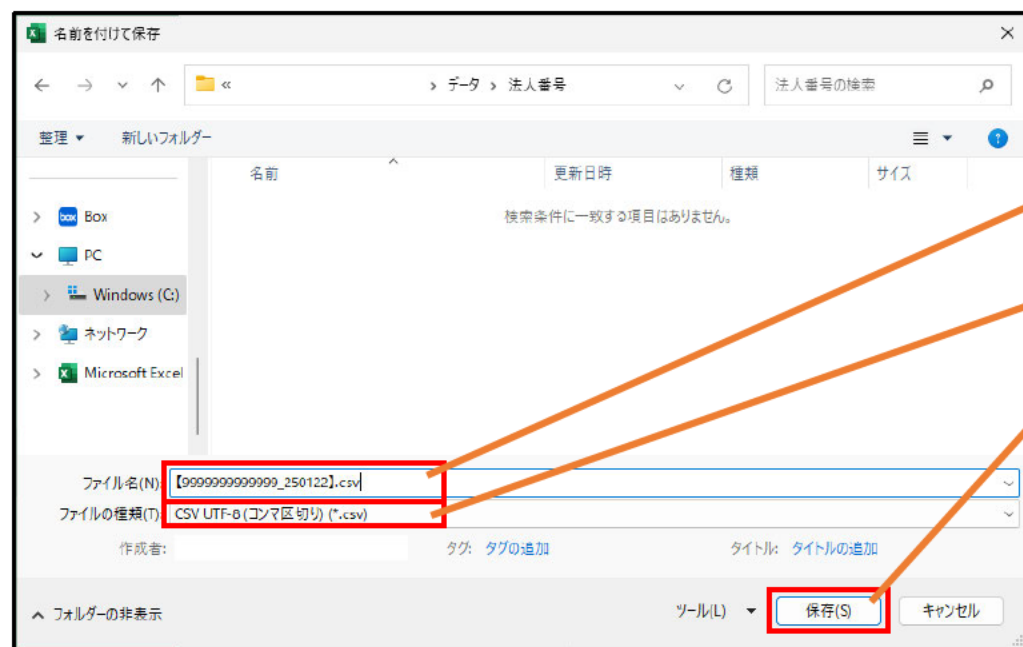 名前を付けて保存
« > データ > 法人番号
法人番号の検索
整理 新しいフォルダー
名前 更新日時 種類 サイズ
検索条件に一致する項目はありません。
box Box
PC
Windows (C:)
ネットワーク
Microsoft Excel
ファイル名(N): 【9999999999999_250122】.csv
ファイルの種類(T): CSV UTF-8 (コンマ区切り) (*.csv)
作成者: タグ: タグの追加 タイトル: タイトルの追加
フォルダーの非表示 ツール(L) 保存(S) キャンセル